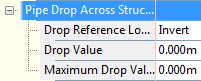 Pipe Drop Across Struc...
Drop Reference Lo... Invert
Drop Value 0.000m
Maximum Drop Val... 0.000m